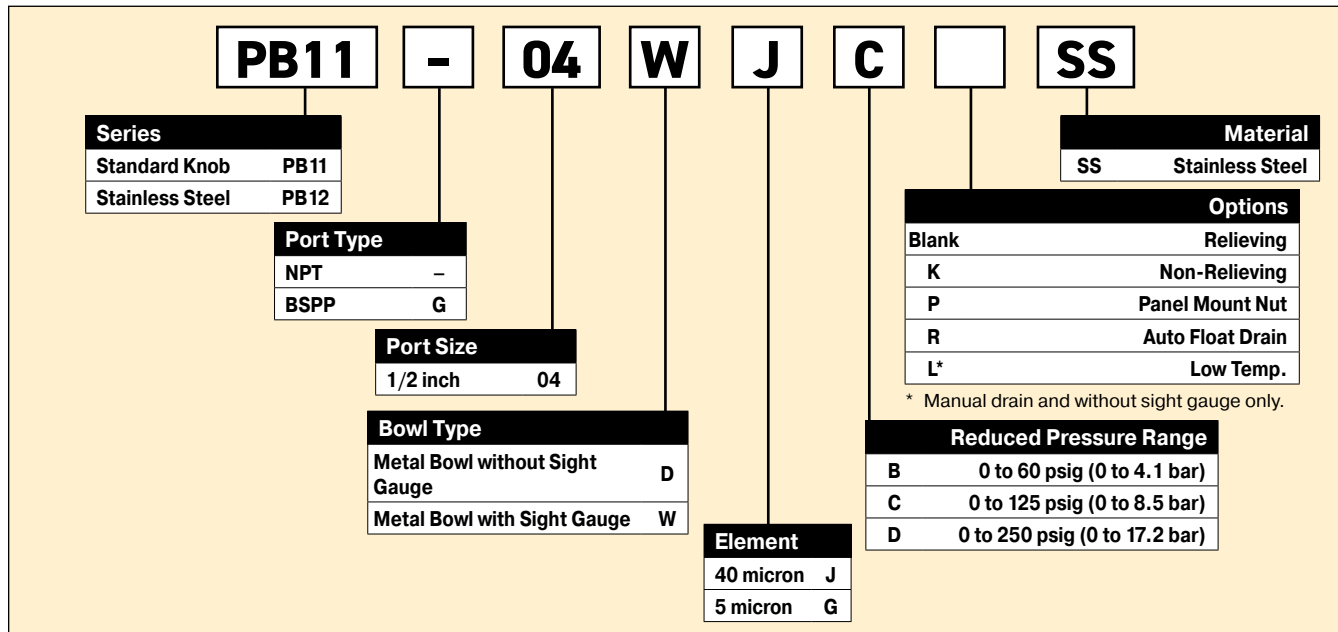 PB11 - 04 W J C SS
Series
Standard Knob PB11
Stainless Steel PB12
Port Type
NPT –
BSPP G
Port Size
1/2 inch 04
Bowl Type
Metal Bowl without Sight
Gauge D
Metal Bowl with Sight Gauge W
Element
40 micron J
5 micron G
Reduced Pressure Range
B 0 to 60 psig (0 to 4.1 bar)
C 0 to 125 psig (0 to 8.5 bar)
D 0 to 250 psig (0 to 17.2 bar)
Options
Blank Relieving
K Non-Relieving
P Panel Mount Nut
R Auto Float Drain
L* Low Temp.
* Manual drain and without sight gauge only.
Material
SS Stainless Steel